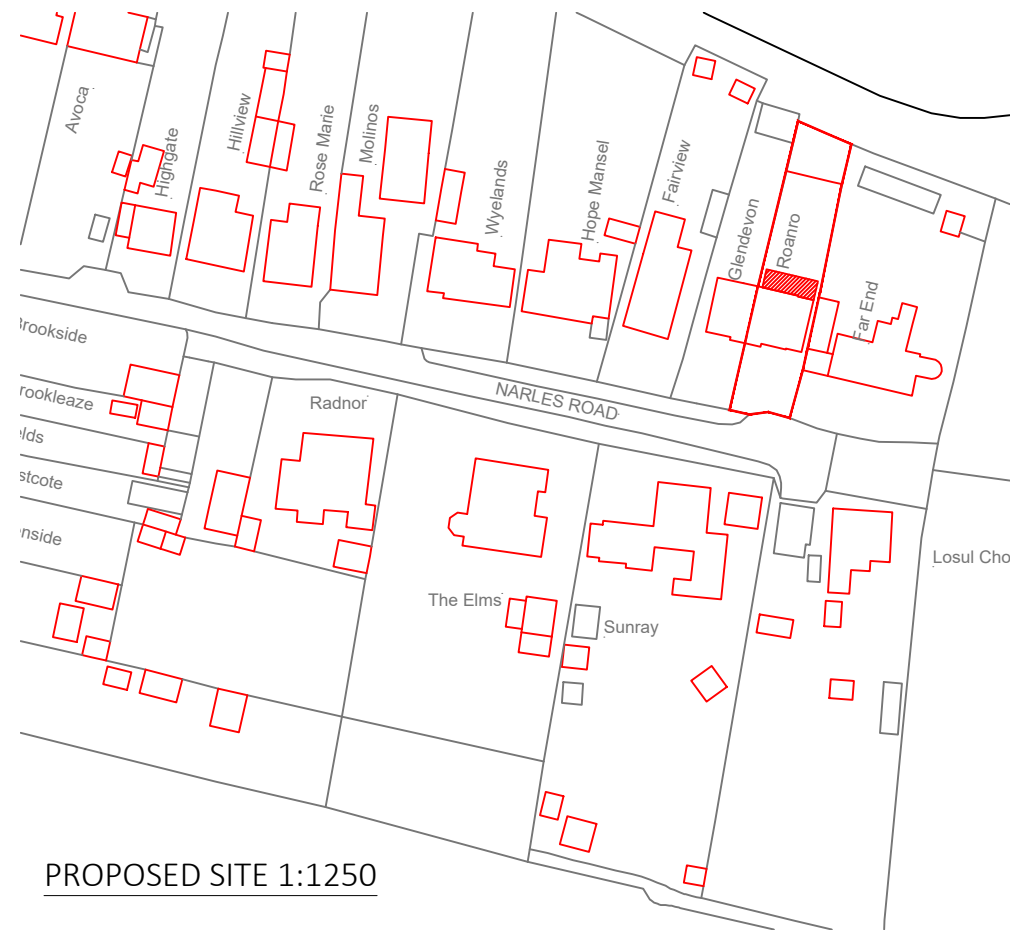 Avoca
Highgate
Hillview
Rose Marie
Molinos
Wyelands
Hope Mansel
Fairview
Glendevon
Roanro
Far End
Brookside
rookleaze
elds
stcote
enside
Radnor
NARLES ROAD
The Elms
Sunray
Losul Cho
PROPOSED SITE 1:1250